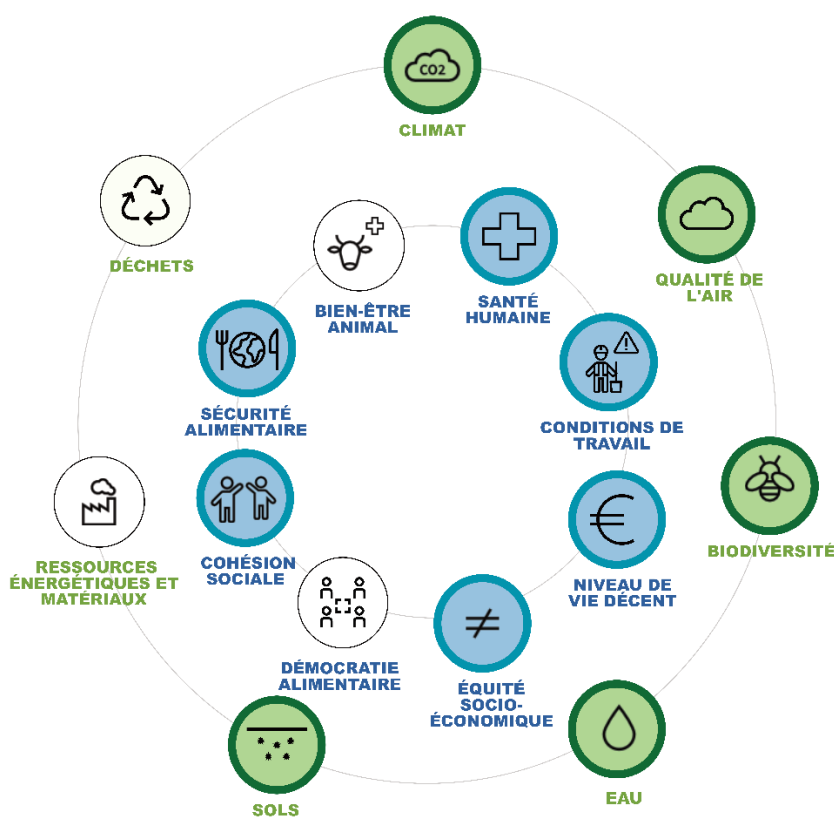 CO2
CLIMAT
DÉCHETS
QUALITÉ DE
L'AIR
BIEN-ÊTRE
ANIMAL
SANTÉ
HUMAINE
SÉCURITÉ
ALIMENTAIRE
CONDITIONS DE
TRAVAIL
BIODIVERSITÉ
RESSOURCES
ÉNERGÉTIQUES ET
MATÉRIAUX
COHÉSION
SOCIALE
€
NIVEAU DE
VIE DÉCENT
DÉMOCRATIE
ALIMENTAIRE
≠
ÉQUITÉ
SOCIO-
ÉCONOMIQUE
SOLS
EAU